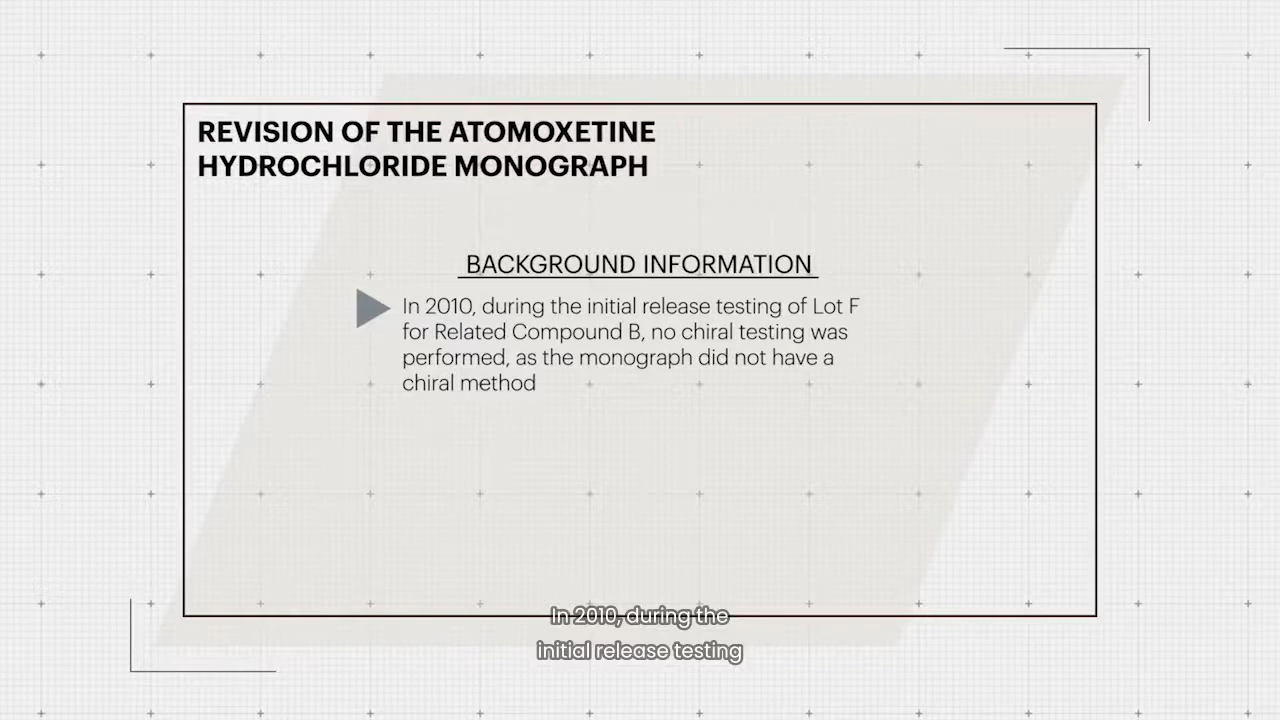 REVISION OF THE ATOMOXETINE
HYDROCHLORIDE MONOGRAPH
BACKGROUND INFORMATION
In 2010, during the initial release testing of Lot F
for Related Compound B, no chiral testing was
performed, as the monograph did not have a
chiral method
In 2010, during the
initial release testing